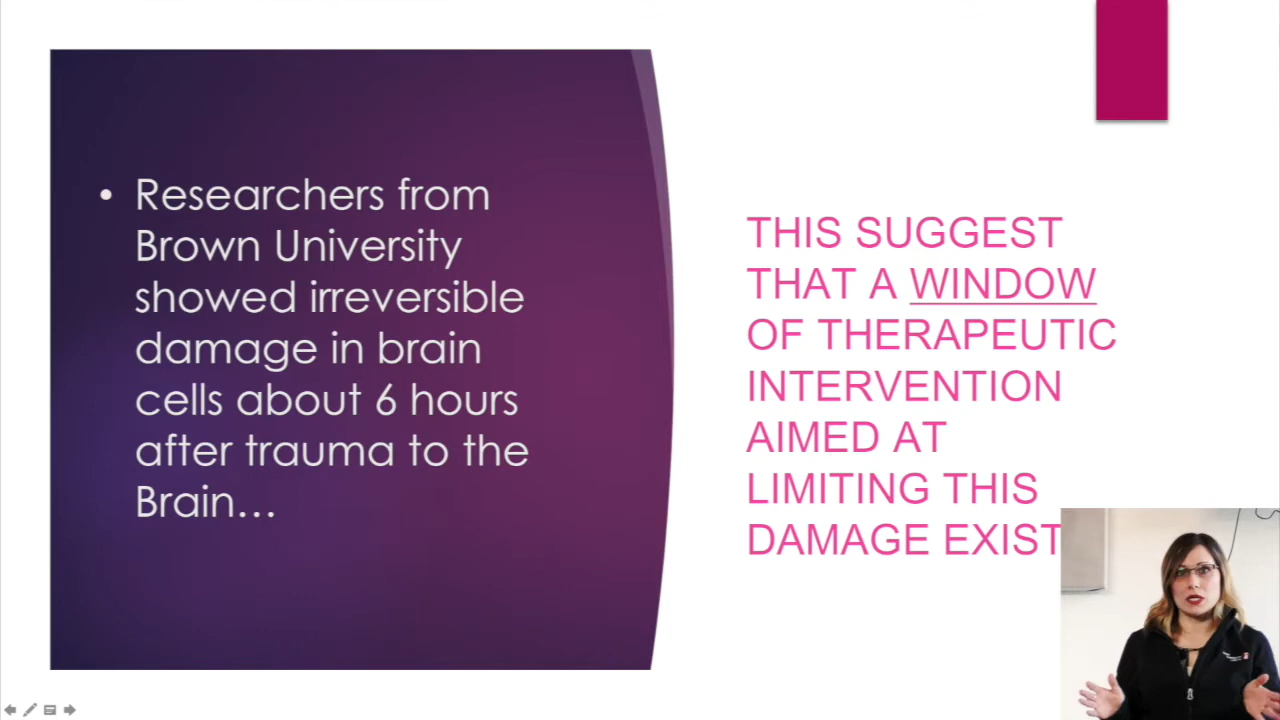 • Researchers from
Brown University
showed irreversible
damage in brain
cells about 6 hours
after trauma to the
Brain…
THIS SUGGEST
THAT A WINDOW
OF THERAPEUTIC
INTERVENTION
AIMED AT
LIMITING THIS
DAMAGE EXIST